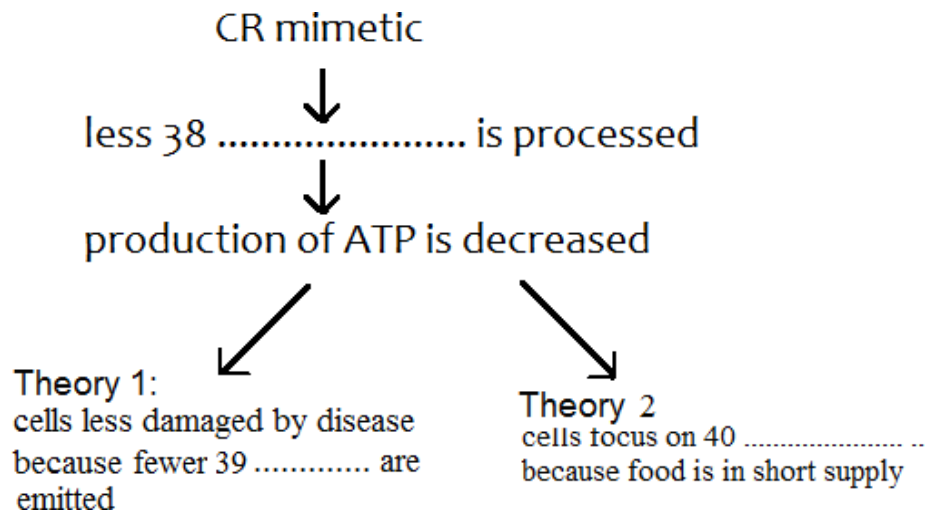 CR mimetic
less 38 ....................... is processed
production of ATP is decreased
Theory 1:
cells less damaged by disease
because fewer 39 ............. are
emitted
Theory 2
cells focus on 40 ...................... ..
because food is in short supply